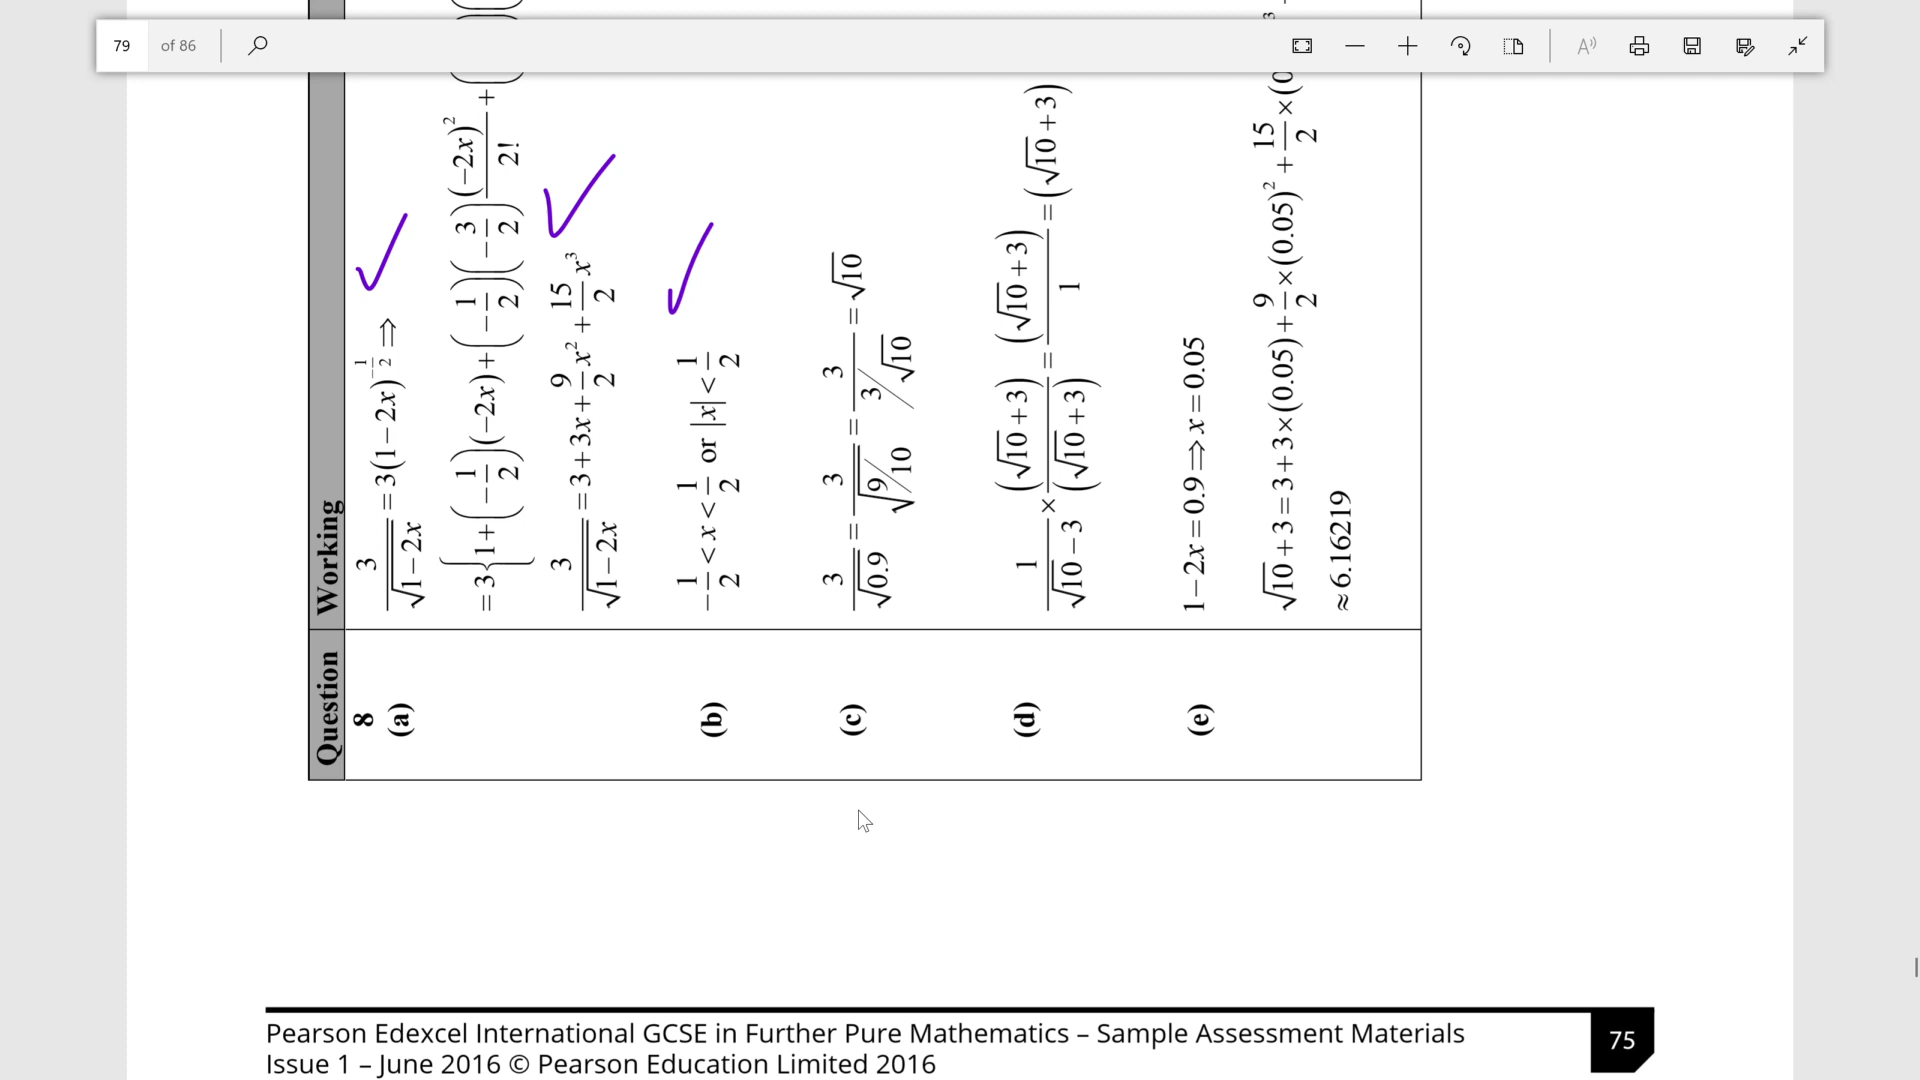 79 of 86
Question Working
8
(a) 3/√(1−2x) = 3(1−2x)^(−1/2) ⇒
= 3{1+(−1/2)(−2x)+(−1/2)(−3/2)(−2x)²/2! +
3/√(1−2x) = 3+3x+9/2 x²+15/2 x³
(b) −1/2 < x < 1/2 or |x| < 1/2
(c) 3/√0.9 = 3/√(9/10) = 3/(3/√10) = √10
(d) 1/(√10−3) × (√10+3)/(√10+3) = (√10+3)/1 = (√10+3)
(e) 1−2x = 0.9 ⇒ x = 0.05
√10+3 = 3+3×(0.05)+9/2×(0.05)²+15/2×(0
≈ 6.16219
Pearson Edexcel International GCSE in Further Pure Mathematics – Sample Assessment Materials
Issue 1 – June 2016 © Pearson Education Limited 2016
75